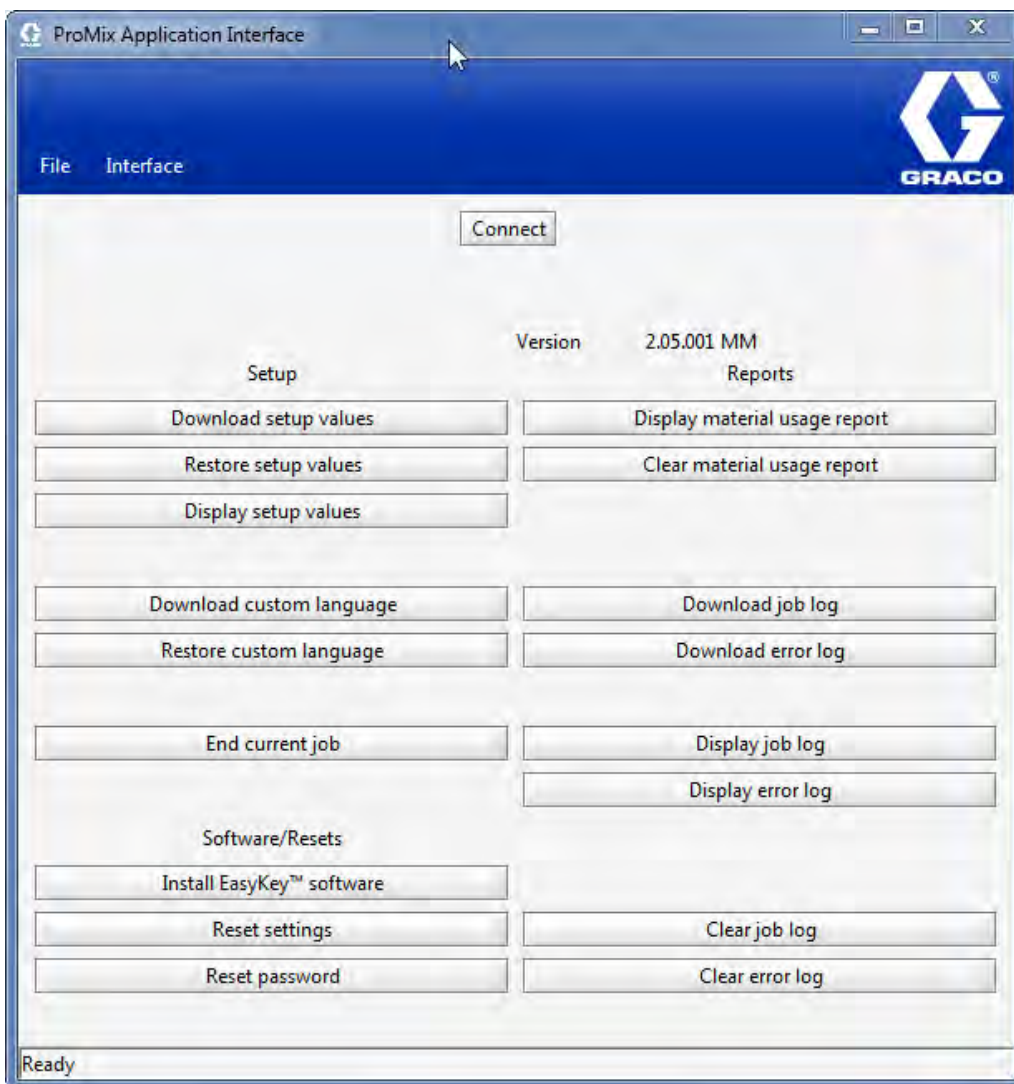 ProMix Application Interface
®
File Interface
GRACO
Connect
Version 2.05.001 MM
Setup Reports
Download setup values Display material usage report
Restore setup values Clear material usage report
Display setup values
Download custom language Download job log
Restore custom language Download error log
End current job Display job log
Display error log
Software/Resets
Install EasyKey™ software
Reset settings Clear job log
Reset password Clear error log
Ready